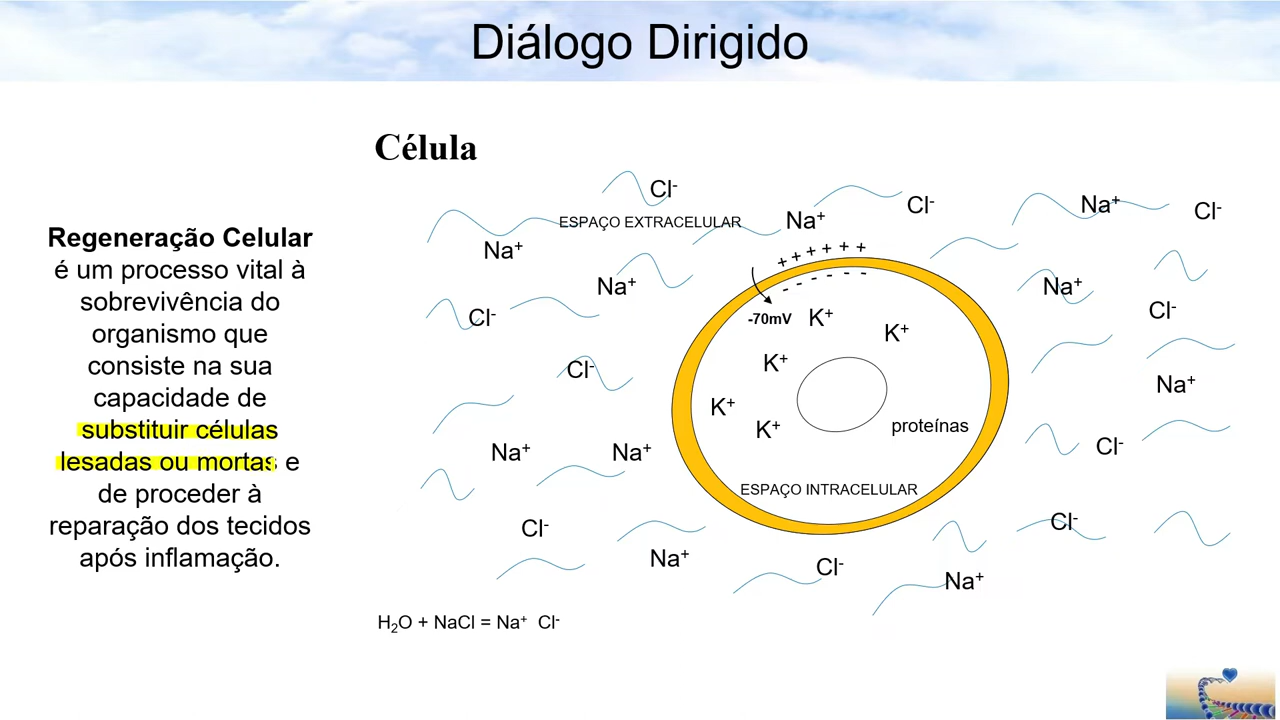 Diálogo Dirigido
Célula
Regeneração Celular
é um processo vital à
sobrevivência do
organismo que
consiste na sua
capacidade de
substituir células
lesadas ou mortas e
de proceder à
reparação dos tecidos
após inflamação.
Cl⁻
ESPAÇO EXTRACELULAR
Na⁺
Cl⁻
Na⁺
Cl⁻
Na⁺
+ + + + + +
- - - - - -
Na⁺
Na⁺
Cl⁻
-70mV
K⁺
Cl⁻
K⁺
Cl⁻
K⁺
Na⁺
K⁺
K⁺
proteínas
Na⁺
Na⁺
Cl⁻
ESPAÇO INTRACELULAR
Cl⁻
Cl⁻
Na⁺
Cl⁻
Na⁺
H₂O + NaCl = Na⁺ Cl⁻